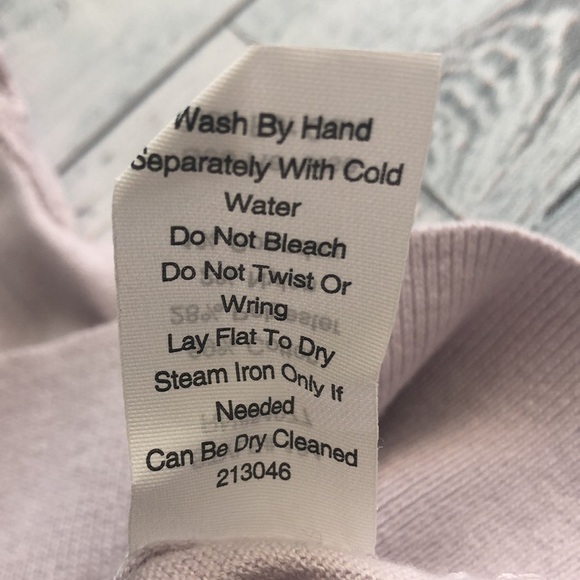 Wash By Hand
Separately With Cold
Water
Do Not Bleach
Do Not Twist Or
Wring
Lay Flat To Dry
Steam Iron Only If
Needed
Can Be Dry Cleaned
213046